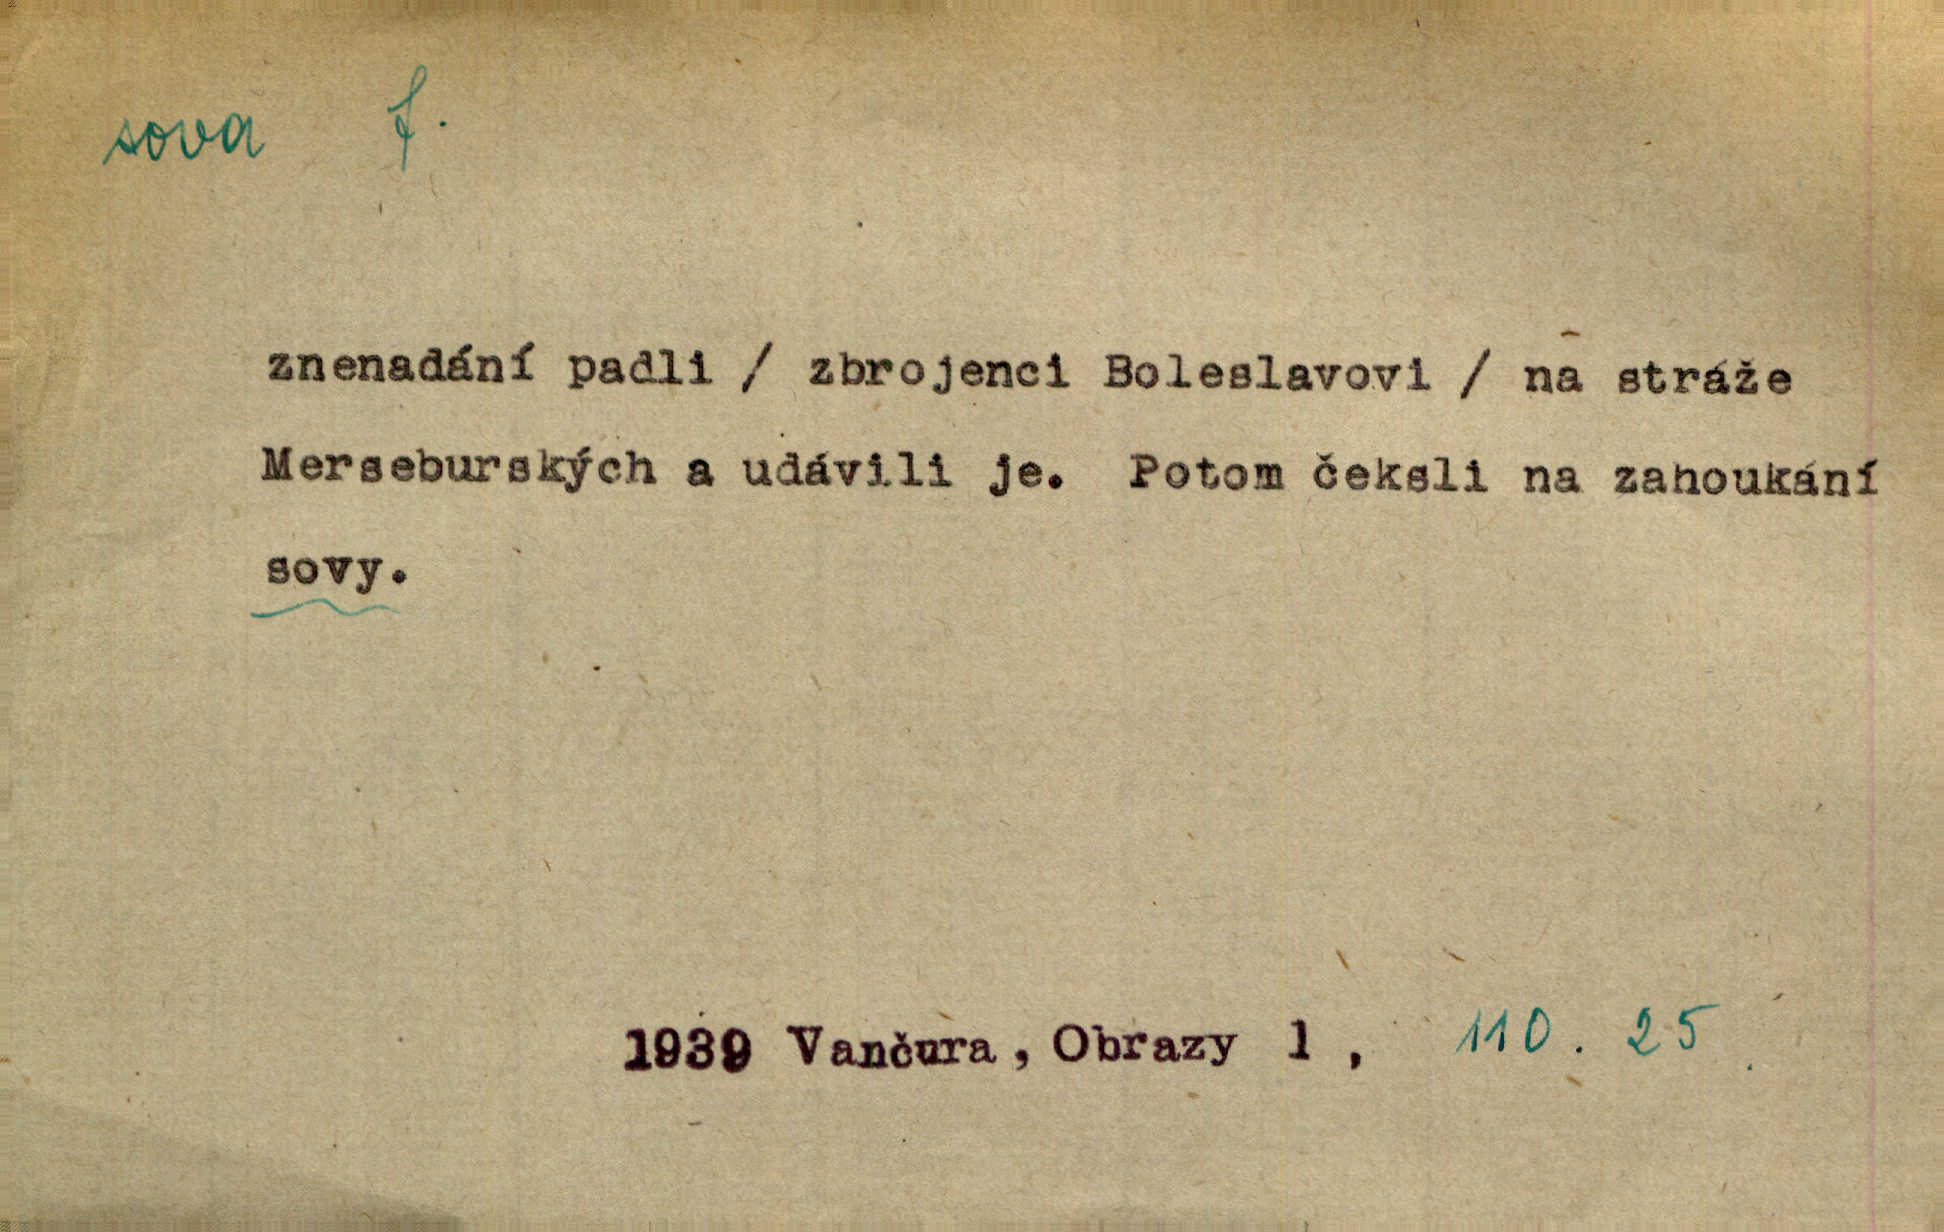 sova f.
znenadání padli / zbrojenci Boleslavovi / na stráže
Merseburských a udávili je. Potom čeksli na zahoukání
sovy.
1939 Vančura, Obrazy 1, 110. 25.